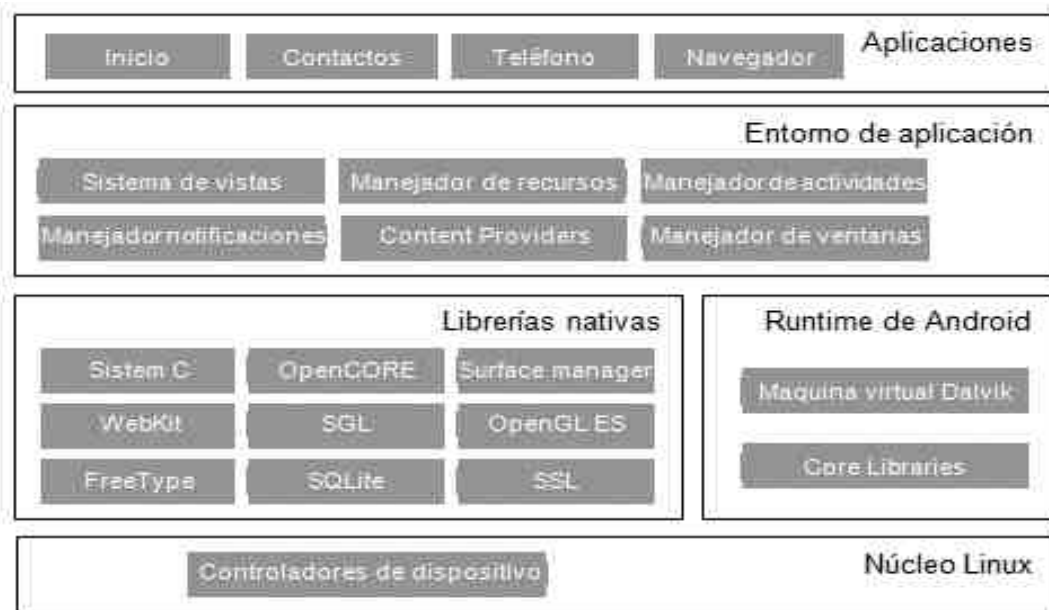 Aplicaciones
Inicio Contactos Teléfono Navegador
Entorno de aplicación
Sistema de vistas Manejador de recursos Manejador de actividades
Manejador notificaciones Content Providers Manejador de ventanas
Librerías nativas
Sistem C OpenCORE Surface manager
WebKit SGL OpenGL ES
FreeType SQLite SSL
Runtime de Android
Maquina virtual Dalvik
Core Libraries
Núcleo Linux
Controladores de dispositivo